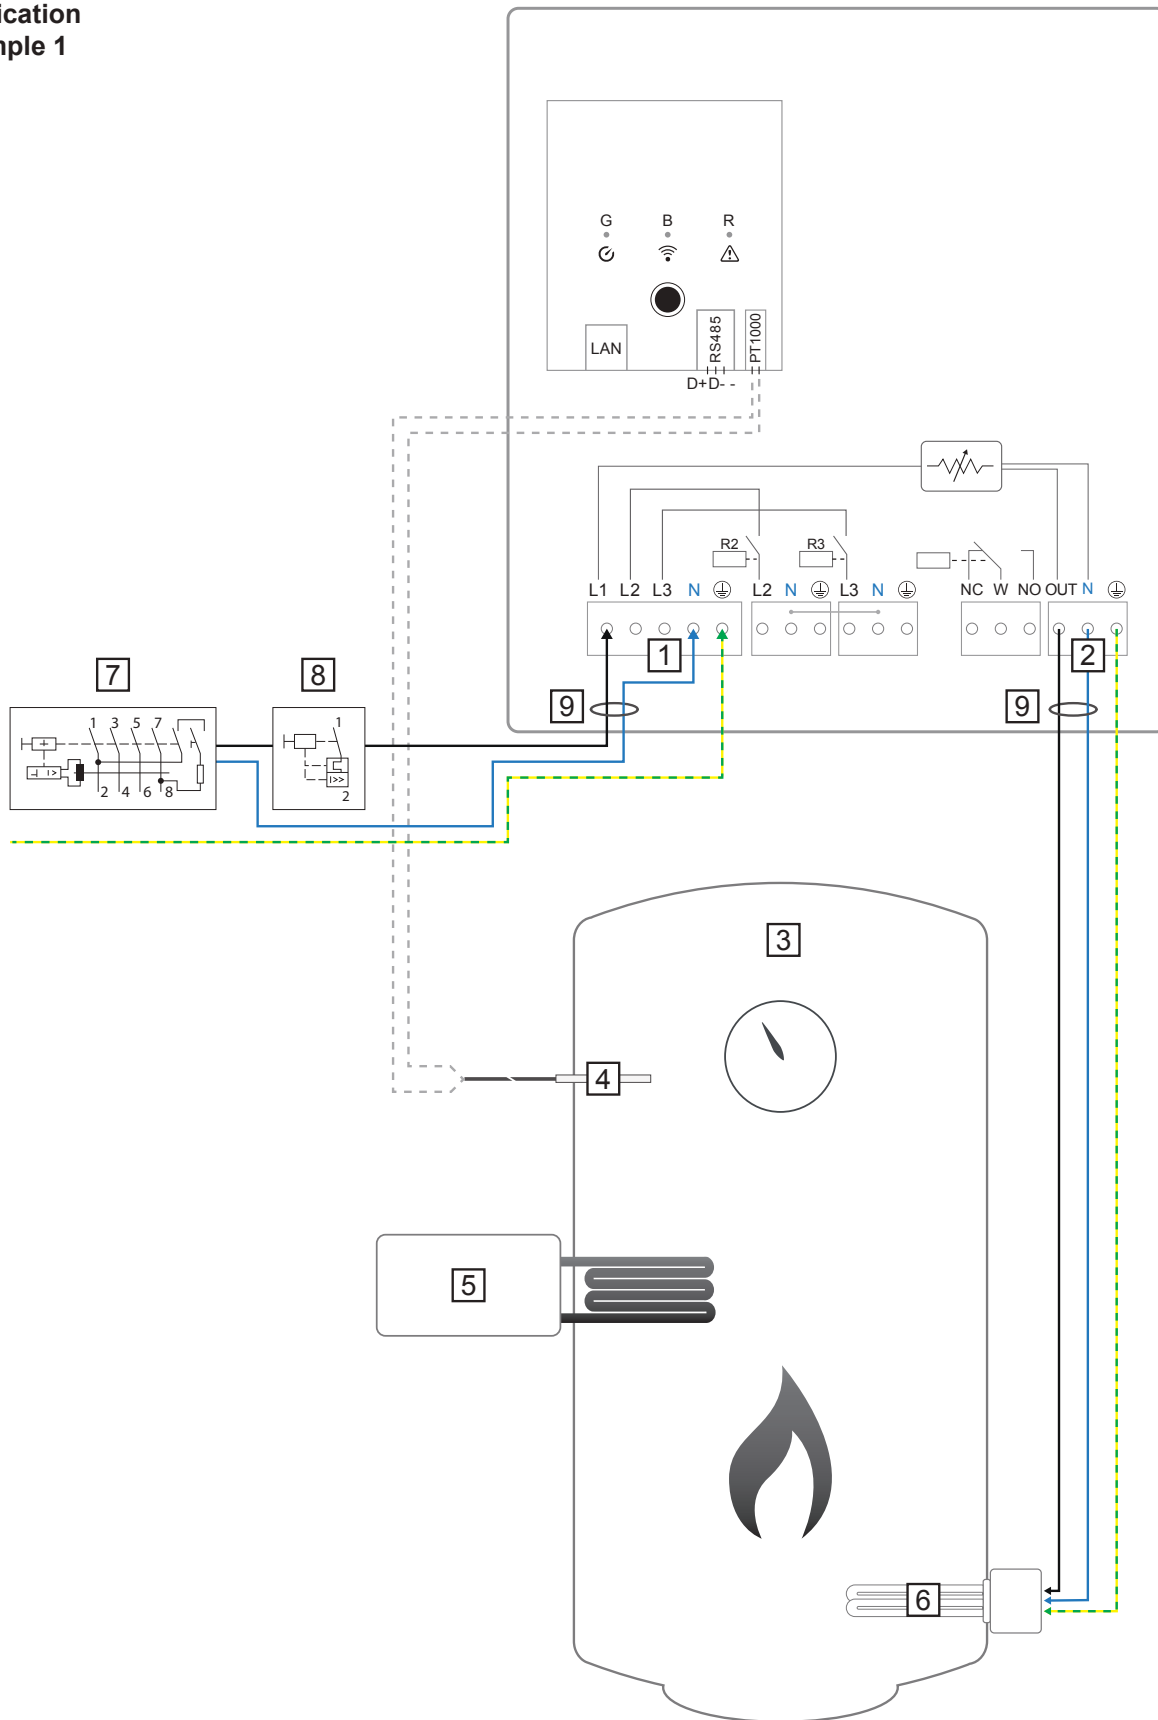 ication
nple 1
G B R
LAN
RS485
PT1000
D+D- -
R2 R3
L1 L2 L3 N L2 N L3 N NC W NO OUT N
1 2
7 8
9 9
1 3 5 7
2 4 6 8
1
I>
I>>
2
3
4
5
6